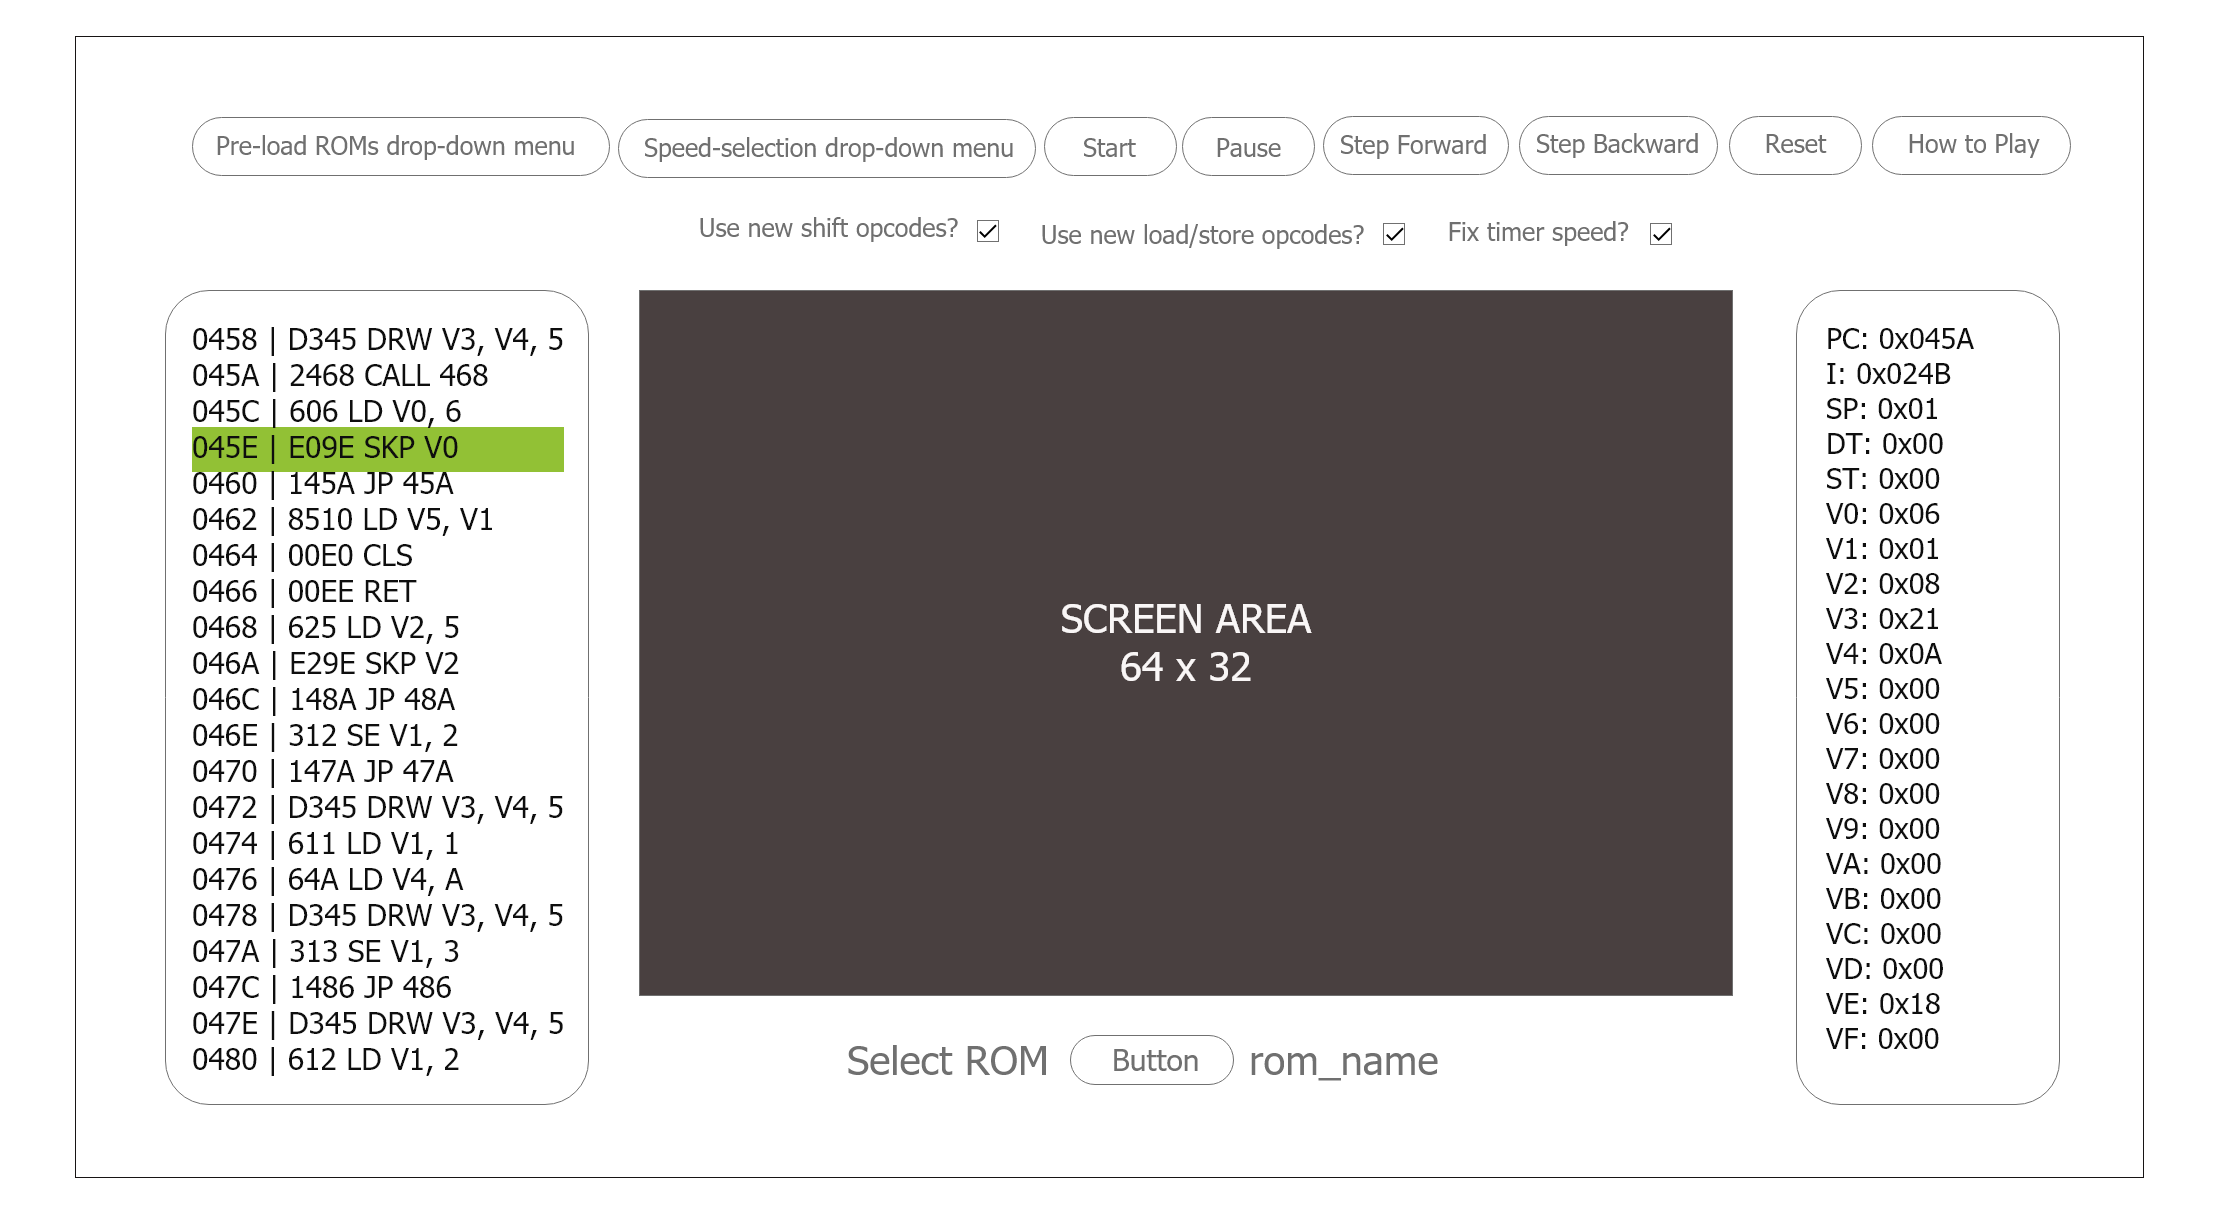 Pre-load ROMs drop-down menu
Speed-selection drop-down menu
Start
Pause
Step Forward
Step Backward
Reset
How to Play
Use new shift opcodes?
Use new load/store opcodes?
Fix timer speed?
0458 | D345 DRW V3, V4, 5
045A | 2468 CALL 468
045C | 606 LD V0, 6
045E | E09E SKP V0
0460 | 145A JP 45A
0462 | 8510 LD V5, V1
0464 | 00E0 CLS
0466 | 00EE RET
0468 | 625 LD V2, 5
046A | E29E SKP V2
046C | 148A JP 48A
046E | 312 SE V1, 2
0470 | 147A JP 47A
0472 | D345 DRW V3, V4, 5
0474 | 611 LD V1, 1
0476 | 64A LD V4, A
0478 | D345 DRW V3, V4, 5
047A | 313 SE V1, 3
047C | 1486 JP 486
047E | D345 DRW V3, V4, 5
0480 | 612 LD V1, 2
SCREEN AREA
64 x 32
Select ROM
Button
rom_name
PC: 0x045A
I: 0x024B
SP: 0x01
DT: 0x00
ST: 0x00
V0: 0x06
V1: 0x01
V2: 0x08
V3: 0x21
V4: 0x0A
V5: 0x00
V6: 0x00
V7: 0x00
V8: 0x00
V9: 0x00
VA: 0x00
VB: 0x00
VC: 0x00
VD: 0x00
VE: 0x18
VF: 0x00